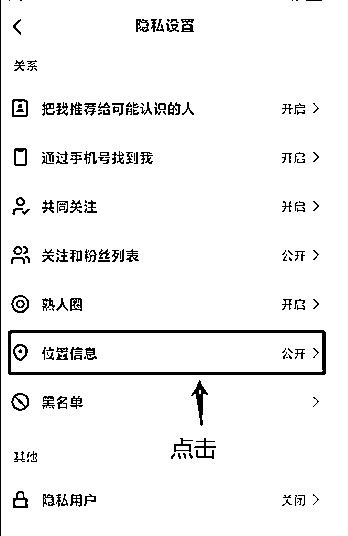 隐私设置
关系
把我推荐给可能认识的人 开启
通过手机号找到我 开启
共同关注 开启
关注和粉丝列表 公开
熟人圈 开启
位置信息 公开
黑名单
点击
其他
隐私用户 关闭